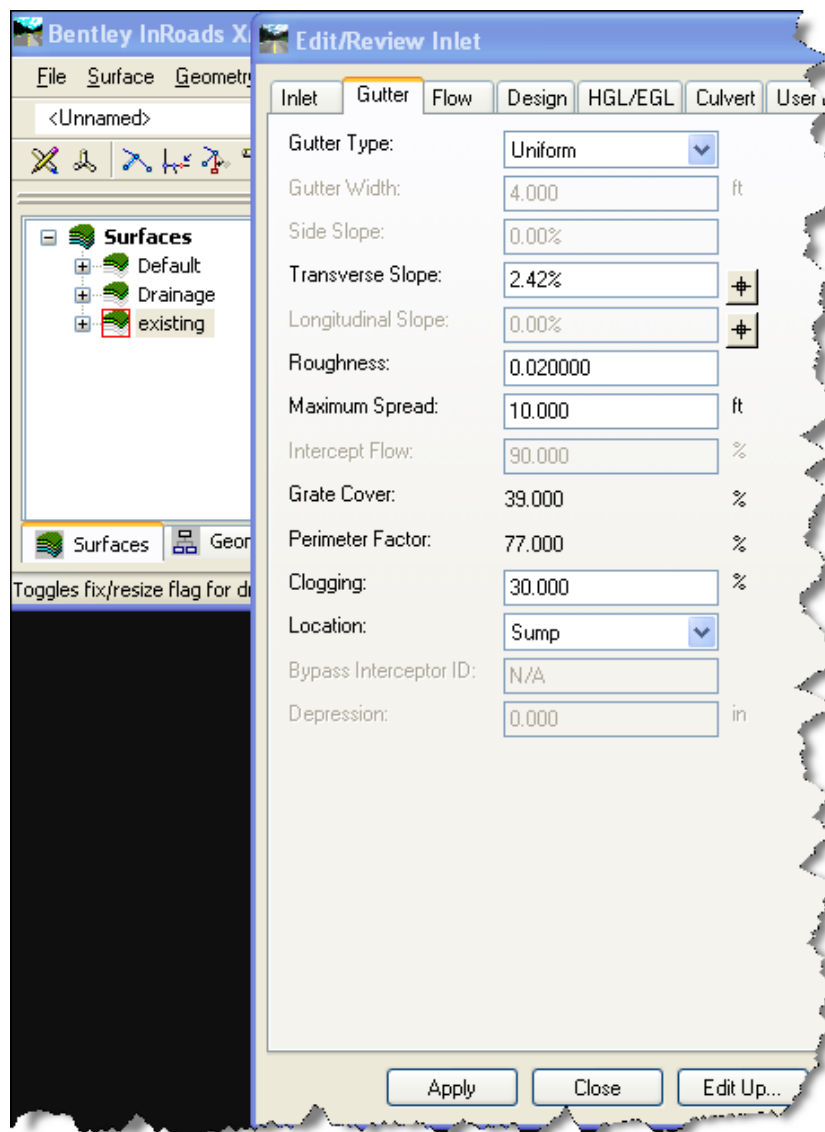 Bentley InRoads
File Surface Geometry
<Unnamed>
Surfaces
Default
Drainage
existing
Surfaces
Toggles fix/resize flag for
Edit/Review Inlet
Inlet Gutter Flow Design HGL/EGL Culvert User
Gutter Type: Uniform
Gutter Width: 4.000 ft
Side Slope: 0.00%
Transverse Slope: 2.42%
Longitudinal Slope: 0.00%
Roughness: 0.020000
Maximum Spread: 10.000 ft
Intercept Flow: 90.000 %
Grate Cover: 39.000 %
Perimeter Factor: 77.000 %
Clogging: 30.000 %
Location: Sump
Bypass Interceptor ID: N/A
Depression: 0.000 in
Apply Close Edit Up...